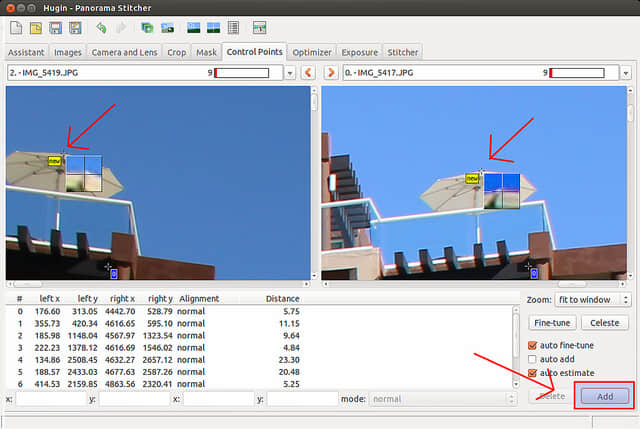 Hugin - Panorama Stitcher
Assistant Images Camera and Lens Crop Mask Control Points Optimizer Exposure Stitcher
2. - IMG_5419.JPG 9 0. - IMG_5417.JPG 9
new new
0 0
# left x left y right x right y Alignment Distance
0 176.60 313.05 4442.70 528.79 normal 5.75
1 355.73 420.34 4616.65 595.10 normal 11.15
2 185.98 1148.04 4567.97 1323.54 normal 9.64
3 222.23 1378.12 4616.69 1546.02 normal 4.84
4 134.86 2508.45 4632.27 2657.12 normal 23.30
5 188.57 2433.03 4677.63 2587.26 normal 20.48
6 414.53 2159.85 4863.56 2320.41 normal 5.25
Zoom: fit to window
Fine-tune Celeste
auto fine-tune
auto add
auto estimate
x: y: x: y: mode: normal Delete Add